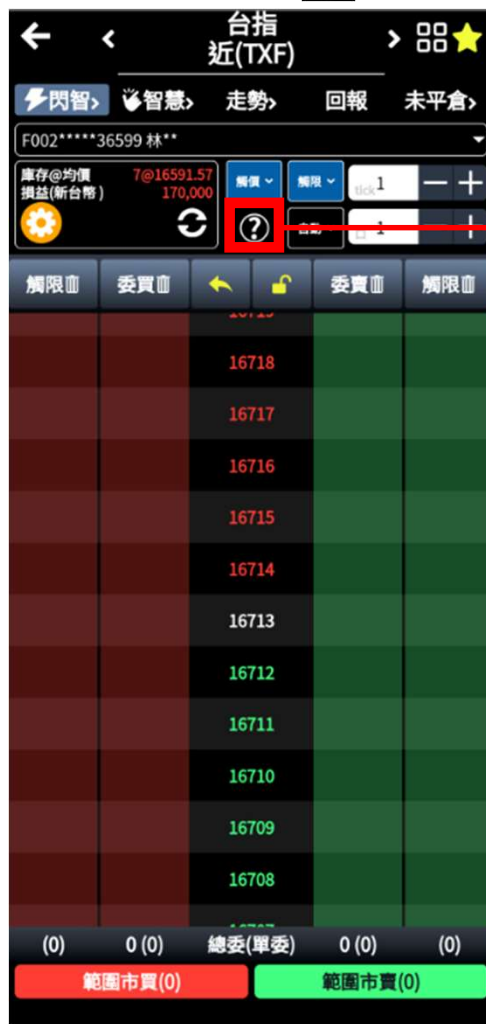 台指
近(TXF)
閃智 智慧 走勢 回報 未平倉
F002*****36599 林**
庫存@均價 7@16591.57 觸價 觸限 tick 1
損益(新台幣) 170,000
? 1
觸限 委買 委賣 觸限
16718
16717
16716
16715
16714
16713
16712
16711
16710
16709
16708
(0) 0 (0) 總委(單委) 0 (0) (0)
範圍市買(0) 範圍市賣(0)